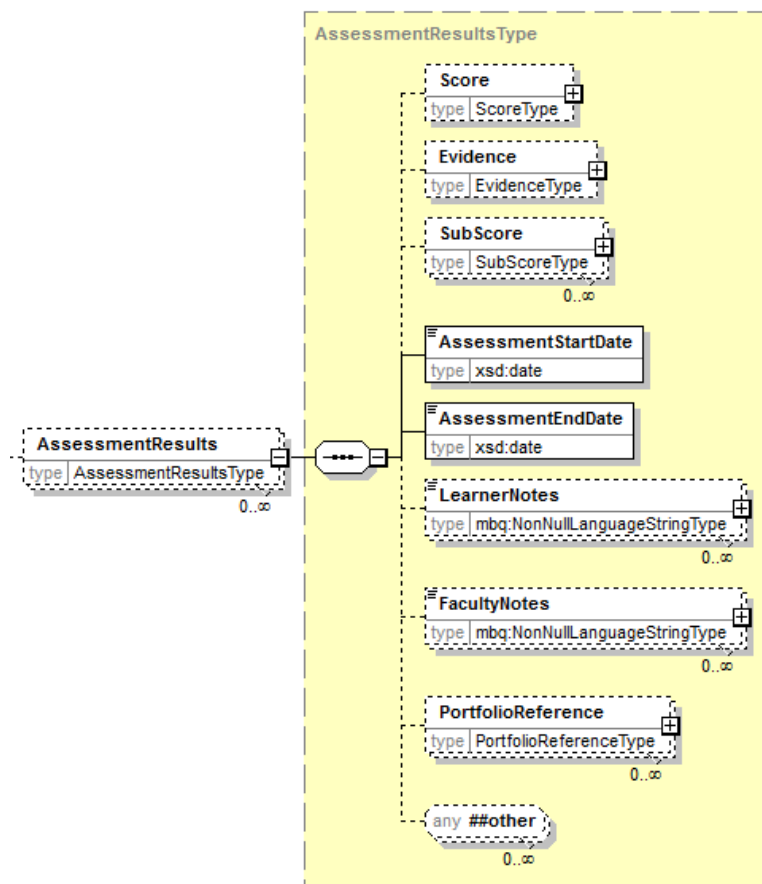 AssessmentResultsType
Score
type ScoreType
Evidence
type EvidenceType
SubScore
type SubScoreType
0..∞
AssessmentStartDate
type xsd:date
AssessmentEndDate
type xsd:date
AssessmentResults
type AssessmentResultsType
0..∞
LearnerNotes
type mbq:NonNullLanguageStringType
0..∞
FacultyNotes
type mbq:NonNullLanguageStringType
0..∞
PortfolioReference
type PortfolioReferenceType
0..∞
any ##other
0..∞